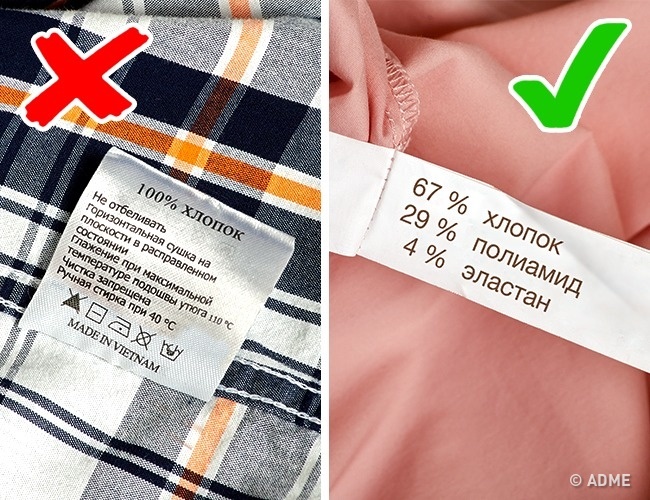 100% ХЛОПОК
Не отбеливать
горизонтальная сушка на
плоскости в расправленном
состоянии
Глажение при максимальной
температуре подошвы утюга 110 °C
Чистка запрещена
Ручная стирка при 40 °C
MADE IN VIETNAM
67 % хлопок
29 % полиамид
4 % эластан
© ADME